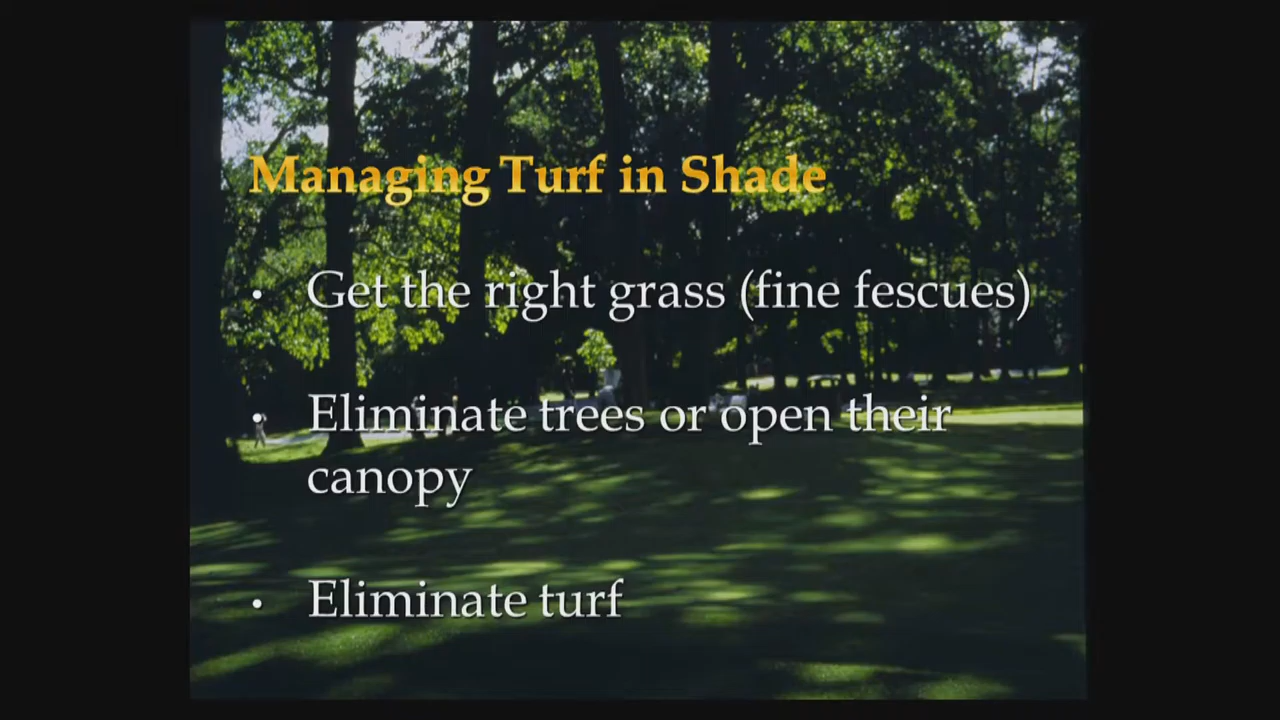 Managing Turf in Shade
• Get the right grass (fine fescues)
• Eliminate trees or open their
canopy
• Eliminate turf